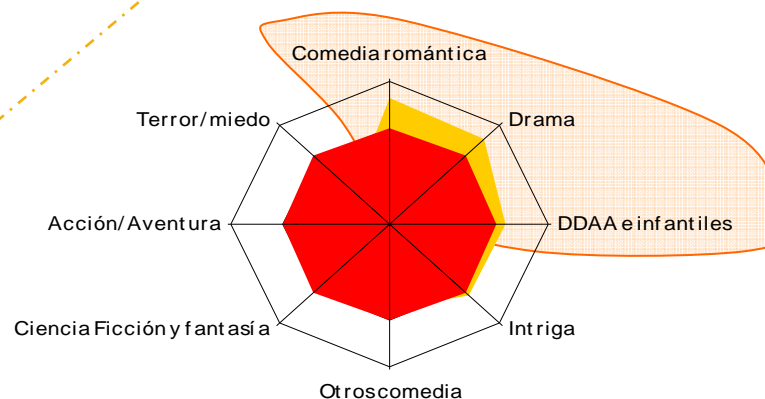 Comedia romántica
Terror/miedo
Drama
Acción/Aventura
DDAA e infantiles
Ciencia Ficción y fantasía
Intriga
Otros comedia